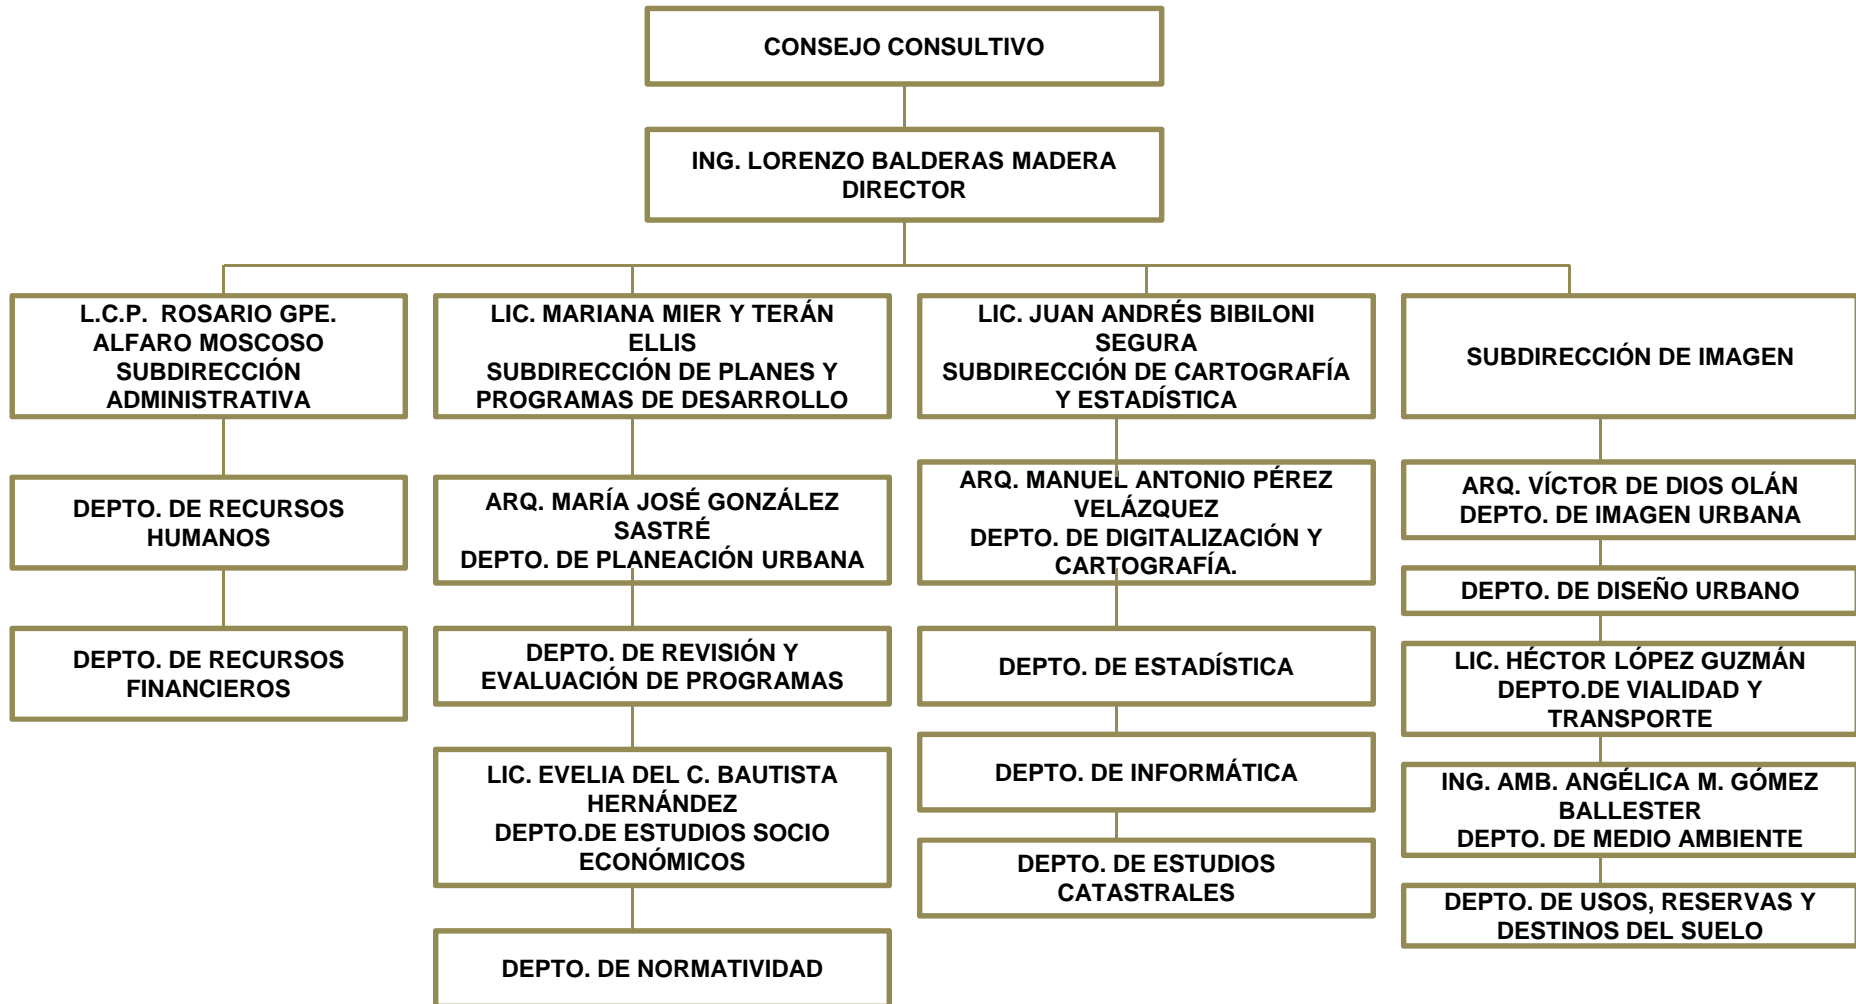 CONSEJO CONSULTIVO
ING. LORENZO BALDERAS MADERA
DIRECTOR
L.C.P.  ROSARIO GPE.
ALFARO MOSCOSO
SUBDIRECCIÓN
ADMINISTRATIVA
LIC. MARIANA MIER Y TERÁN
ELLIS
SUBDIRECCIÓN DE PLANES Y
PROGRAMAS DE DESARROLLO
LIC. JUAN ANDRÉS BIBILONI
SEGURA
SUBDIRECCIÓN DE CARTOGRAFÍA
Y ESTADÍSTICA
SUBDIRECCIÓN DE IMAGEN
DEPTO. DE RECURSOS
HUMANOS
DEPTO. DE RECURSOS
FINANCIEROS
ARQ. MARÍA JOSÉ GONZÁLEZ
SASTRÉ
DEPTO. DE PLANEACIÓN URBANA
DEPTO. DE REVISIÓN Y
EVALUACIÓN DE PROGRAMAS
LIC. EVELIA DEL C. BAUTISTA
HERNÁNDEZ
DEPTO.DE ESTUDIOS SOCIO
ECONÓMICOS
DEPTO. DE NORMATIVIDAD
ARQ. MANUEL ANTONIO PÉREZ
VELÁZQUEZ
DEPTO. DE DIGITALIZACIÓN Y
CARTOGRAFÍA.
DEPTO. DE ESTADÍSTICA
DEPTO. DE INFORMÁTICA
DEPTO. DE ESTUDIOS
CATASTRALES
ARQ. VÍCTOR DE DIOS OLÁN
DEPTO. DE IMAGEN URBANA
DEPTO. DE DISEÑO URBANO
LIC. HÉCTOR LÓPEZ GUZMÁN
DEPTO.DE VIALIDAD Y
TRANSPORTE
ING. AMB. ANGÉLICA M. GÓMEZ
BALLESTER
DEPTO. DE MEDIO AMBIENTE
DEPTO. DE USOS, RESERVAS Y
DESTINOS DEL SUELO